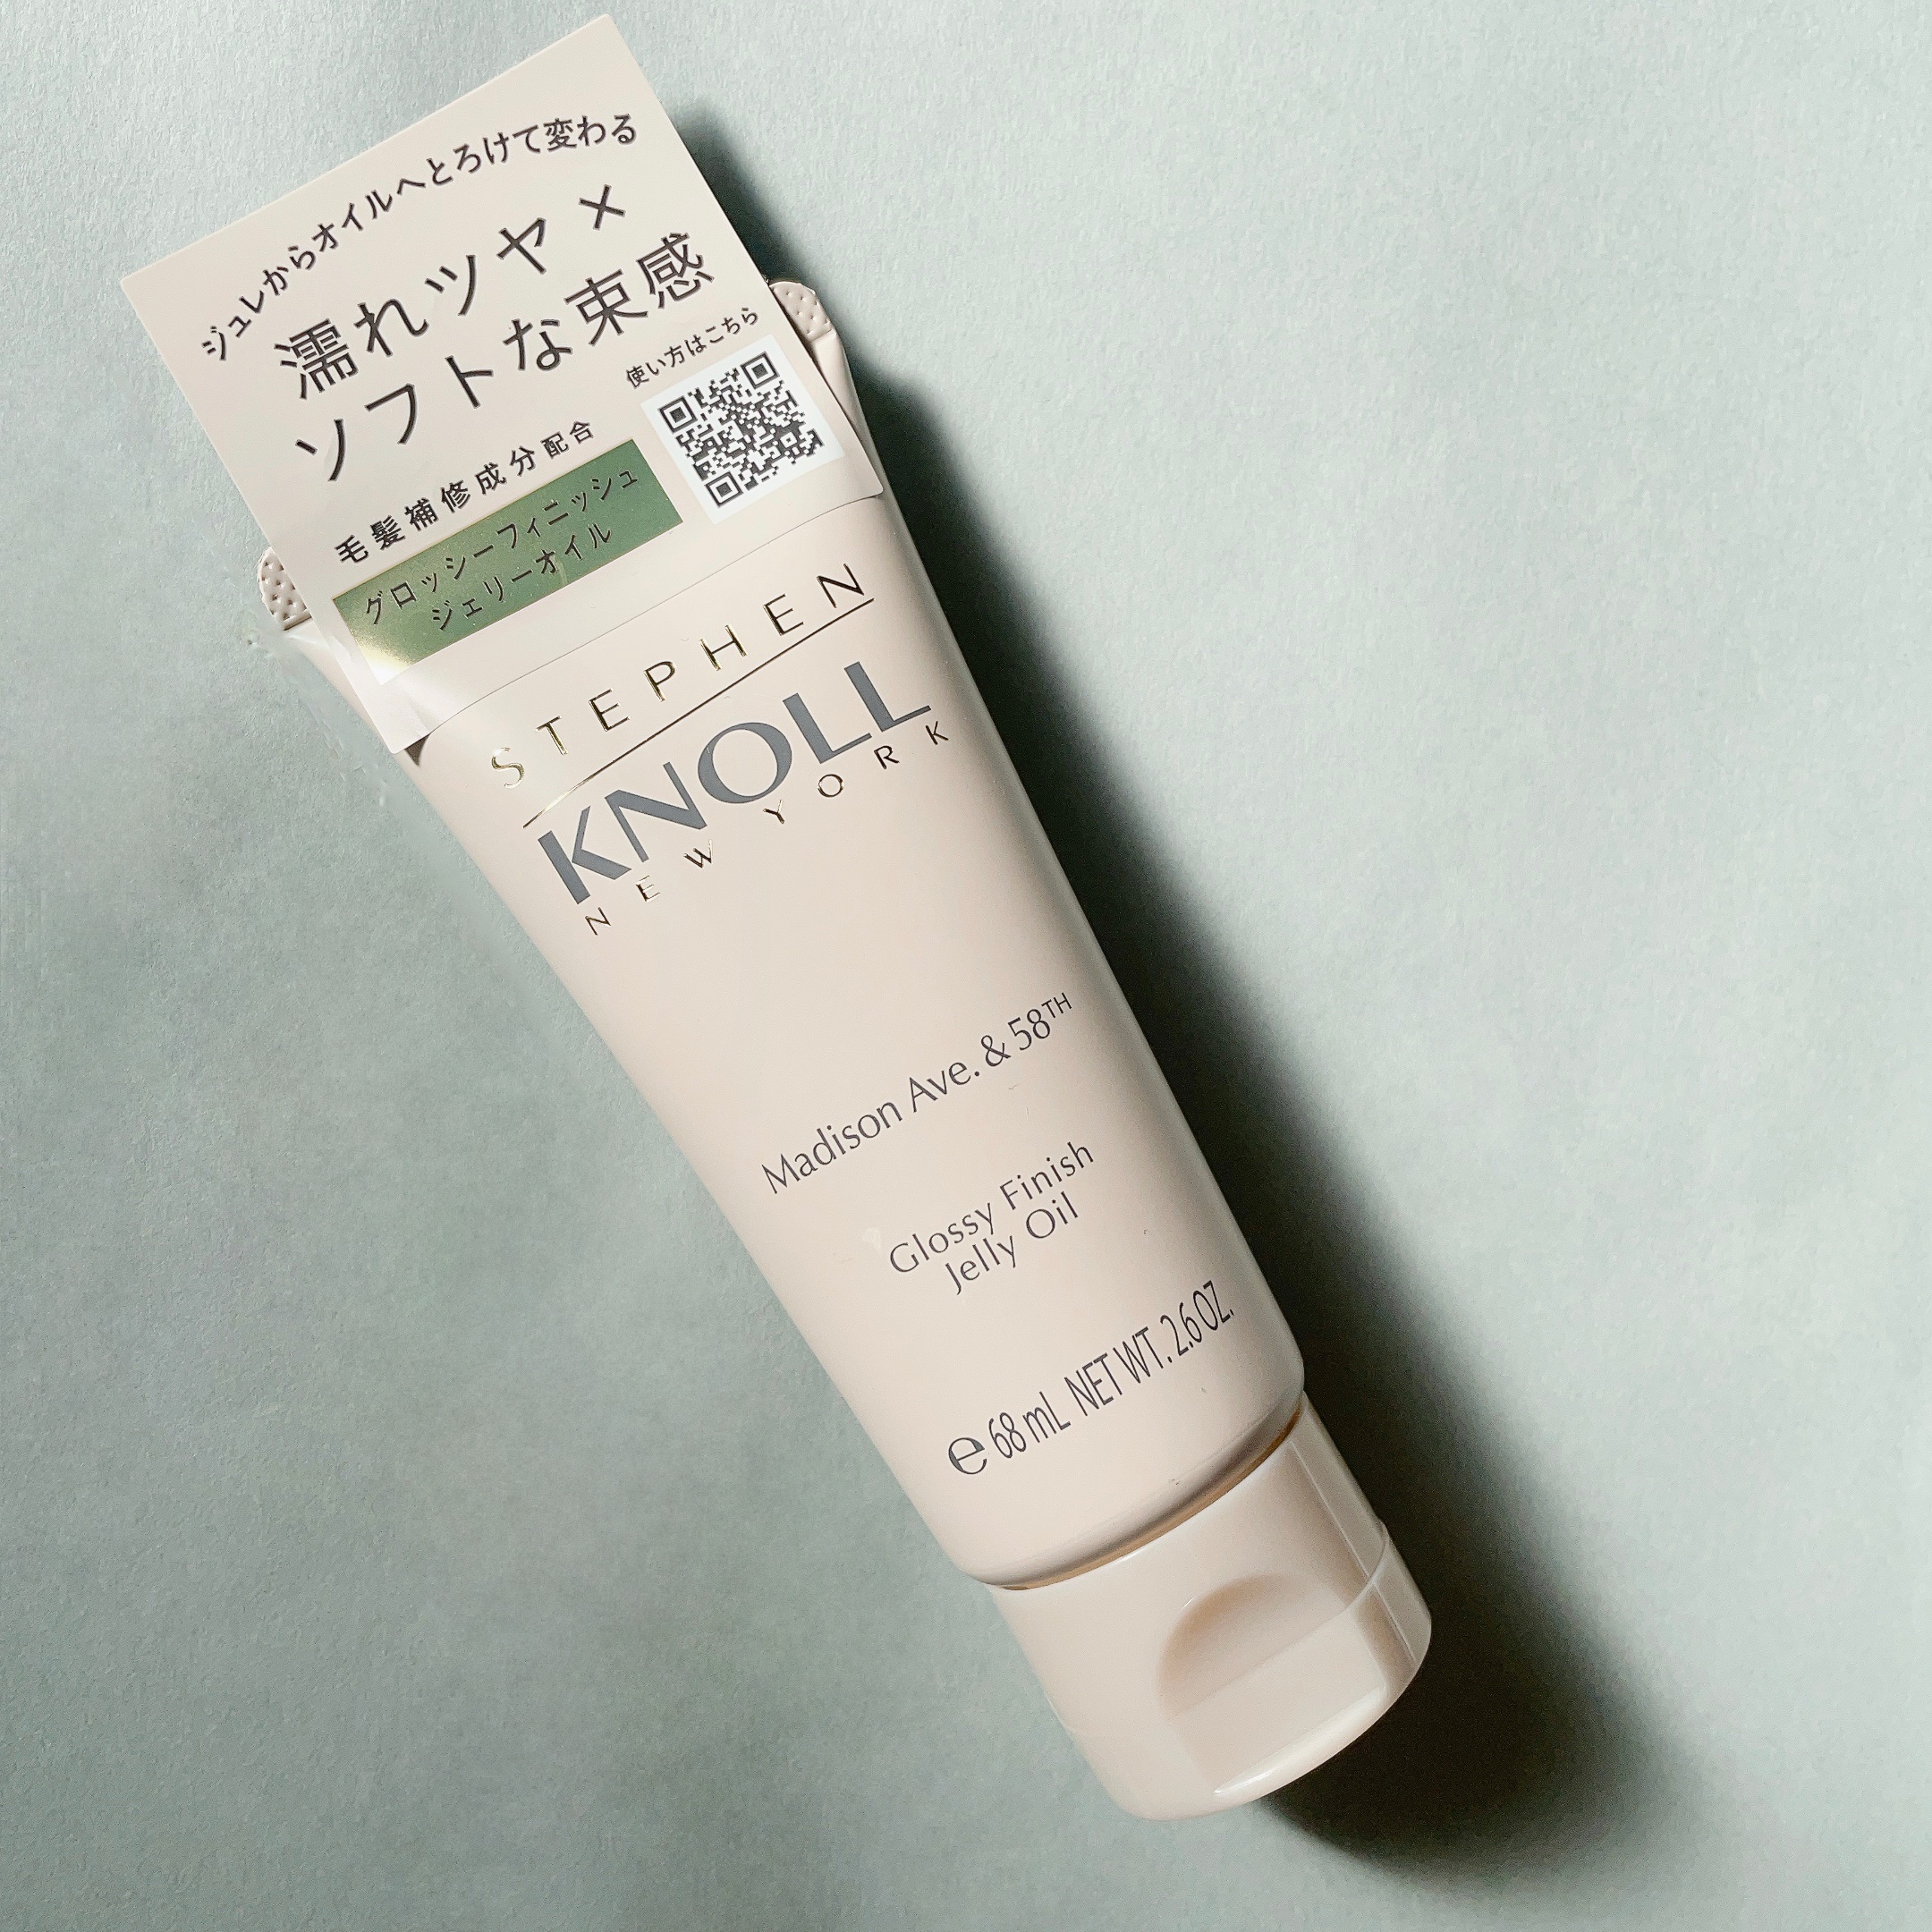 ジュレからオイルへとろけて変わる
濡れツヤ×
ソフトな束感
使い方はこちら
毛髪補修成分配合
グロッシーフィニッシュ
ジェリーオイル
STEPHEN
KNOLL
NEW YORK
Madison Ave. & 58TH
Glossy Finish
Jelly Oil
℮ 68 mL NET WT. 2.6 OZ.